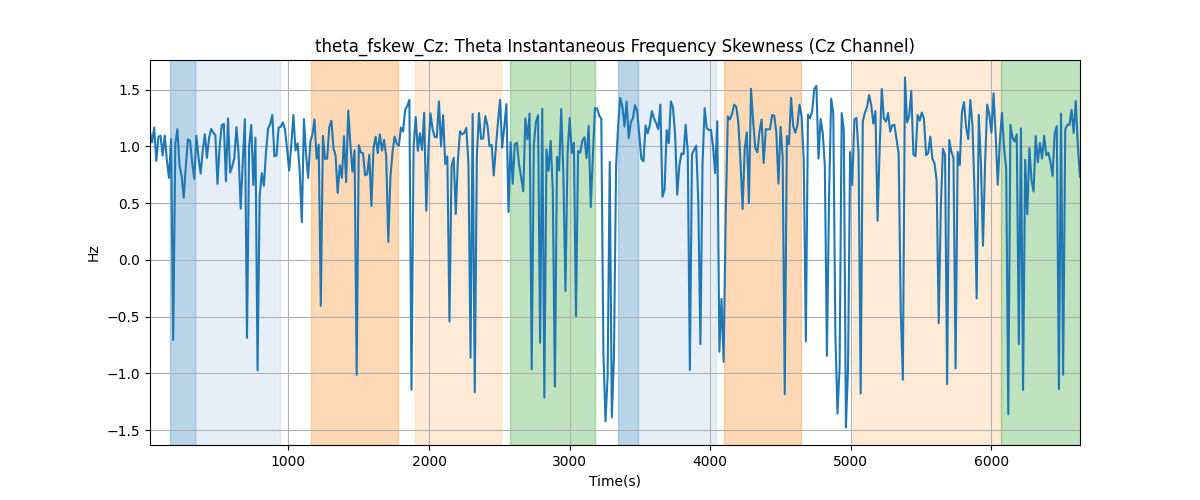 theta_fskew_Cz: Theta Instantaneous Frequency Skewness (Cz Channel)
1.5
1.0
0.5
0.0
−0.5
−1.0
−1.5
Hz
1000 2000 3000 4000 5000 6000
Time(s)